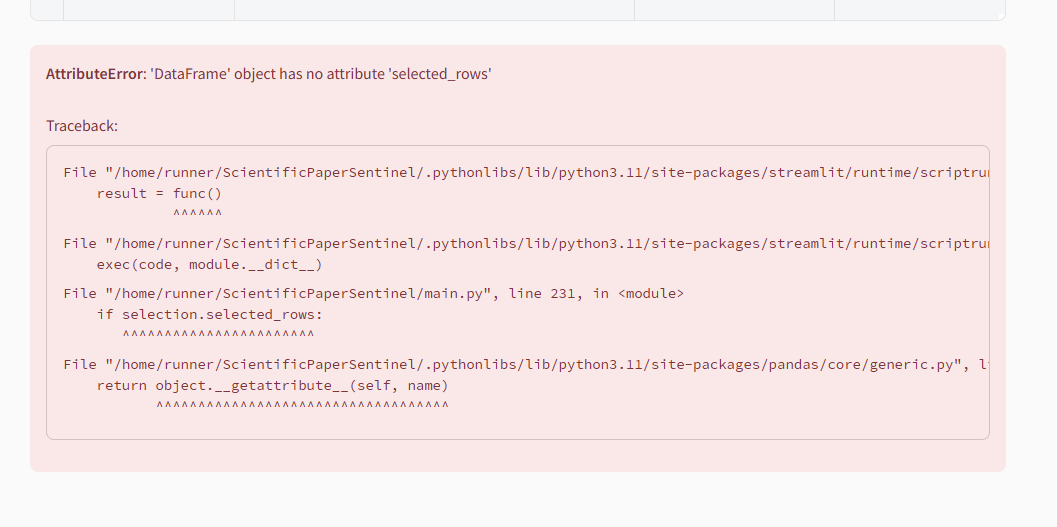 AttributeError: 'DataFrame' object has no attribute 'selected_rows'
Traceback:
File "/home/runner/ScientificPaperSentinel/.pythonlibs/lib/python3.11/site-packages/streamlit/runtime/scriptru
result = func()
^^^^^^
File "/home/runner/ScientificPaperSentinel/.pythonlibs/lib/python3.11/site-packages/streamlit/runtime/scriptru
exec(code, module.__dict__)
File "/home/runner/ScientificPaperSentinel/main.py", line 231, in <module>
if selection.selected_rows:
^^^^^^^^^^^^^^^^^^^^^^^
File "/home/runner/ScientificPaperSentinel/.pythonlibs/lib/python3.11/site-packages/pandas/core/generic.py", l
return object.__getattribute__(self, name)
^^^^^^^^^^^^^^^^^^^^^^^^^^^^^^^^^^^